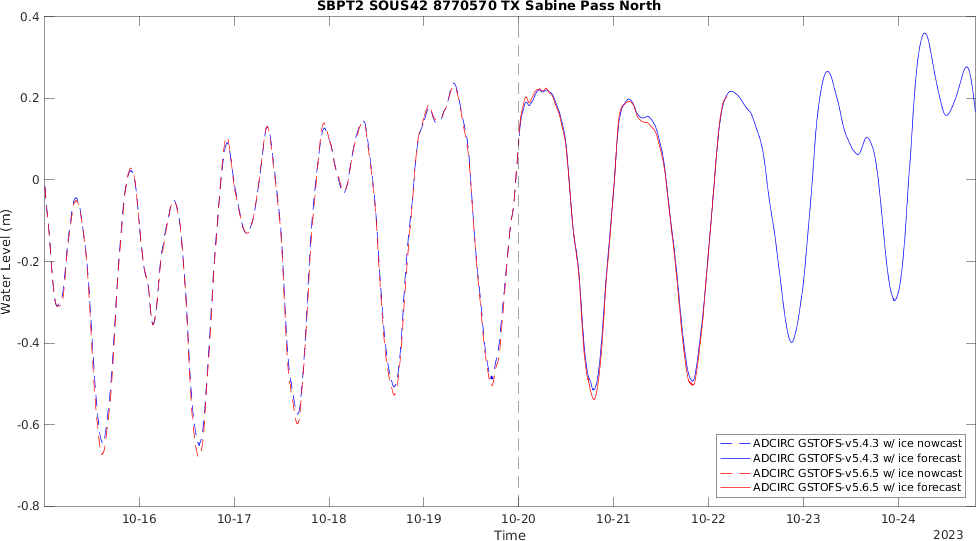 SBPT2 SOUS42 8770570 TX Sabine Pass North
0.4
0.2
0
-0.2
-0.4
-0.6
-0.8
Water Level (m)
ADCIRC GSTOFS-v5.4.3 w/ ice nowcast
ADCIRC GSTOFS-v5.4.3 w/ ice forecast
ADCIRC GSTOFS-v5.6.5 w/ ice nowcast
ADCIRC GSTOFS-v5.6.5 w/ ice forecast
10-16 10-17 10-18 10-19 10-20 10-21 10-22 10-23 10-24
Time
2023